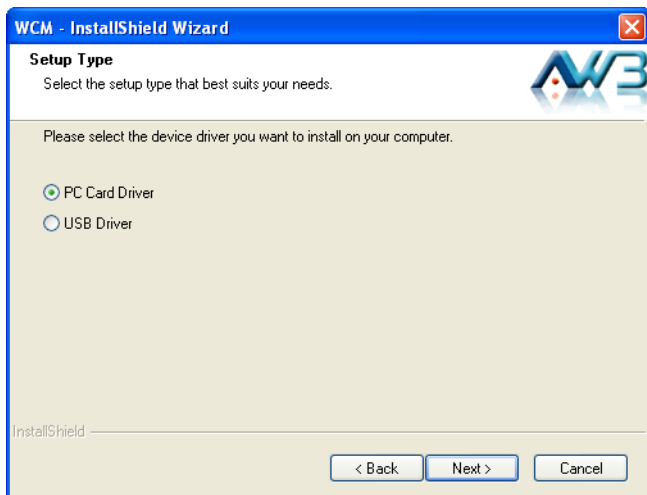 WCM - InstallShield Wizard
Setup Type
Select the setup type that best suits your needs.
AW3
Please select the device driver you want to install on your computer.
PC Card Driver
USB Driver
InstallShield
< Back
Next >
Cancel